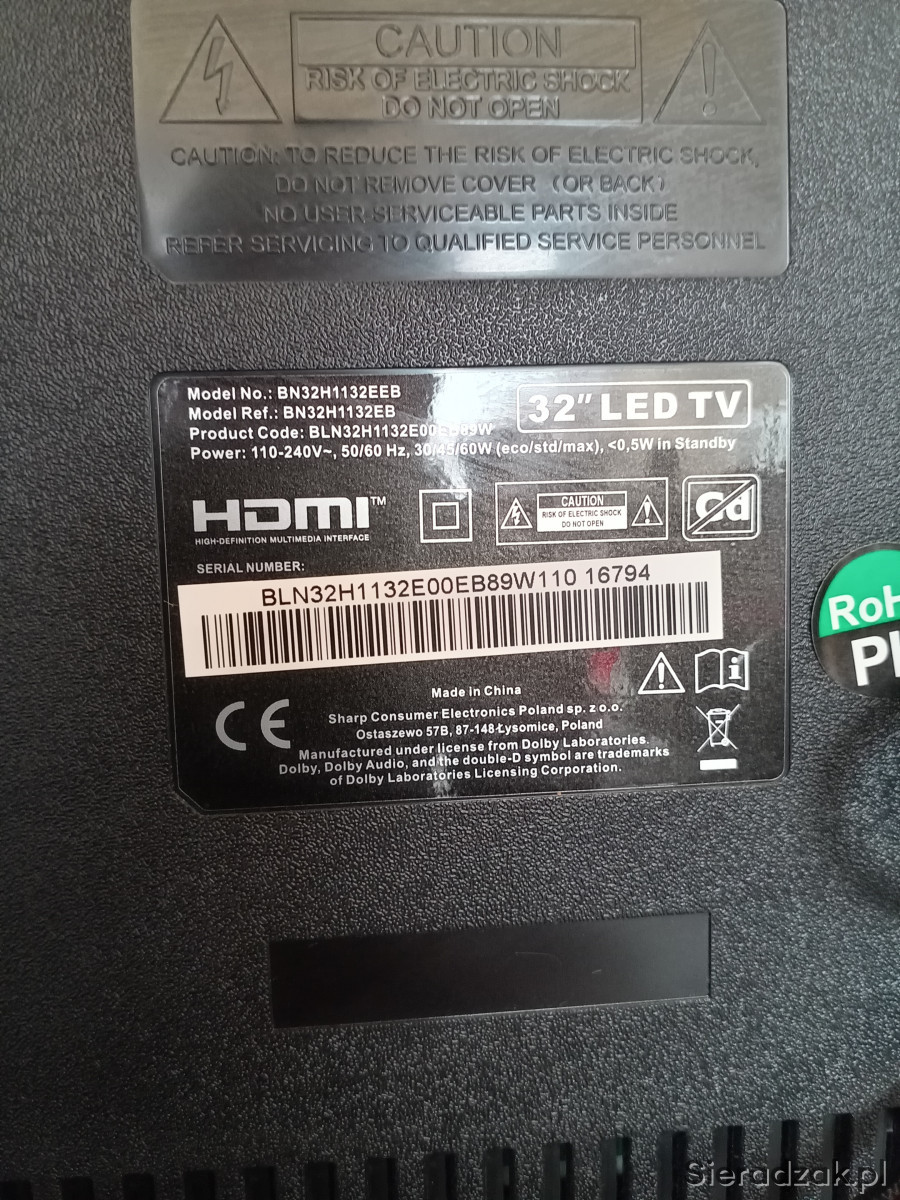 CAUTION
RISK OF ELECTRIC SHOCK
DO NOT OPEN
CAUTION: TO REDUCE THE RISK OF ELECTRIC SHOCK,
DO NOT REMOVE COVER (OR BACK)
NO USER SERVICEABLE PARTS INSIDE
REFER SERVICING TO QUALIFIED SERVICE PERSONNEL
Model No.: BN32H1132EEB
Model Ref.: BN32H1132EB
32" LED TV
Product Code: BLN32H1132E00EB89W
Power: 110-240V~, 50/60 Hz, 30/45/60W (eco/std/max), <0,5W in Standby
HDMI™
HIGH-DEFINITION MULTIMEDIA INTERFACE
CAUTION
RISK OF ELECTRIC SHOCK
DO NOT OPEN
Cd
SERIAL NUMBER:
BLN32H1132E00EB89W110 16794
RoH
Made in China
CE
Sharp Consumer Electronics Poland sp. z o.o.
Ostaszewo 57B, 87-148 Łysomice, Poland
Manufactured under license from Dolby Laboratories.
Dolby, Dolby Audio, and the double-D symbol are trademarks
of Dolby Laboratories Licensing Corporation.
Sieradzak.pl